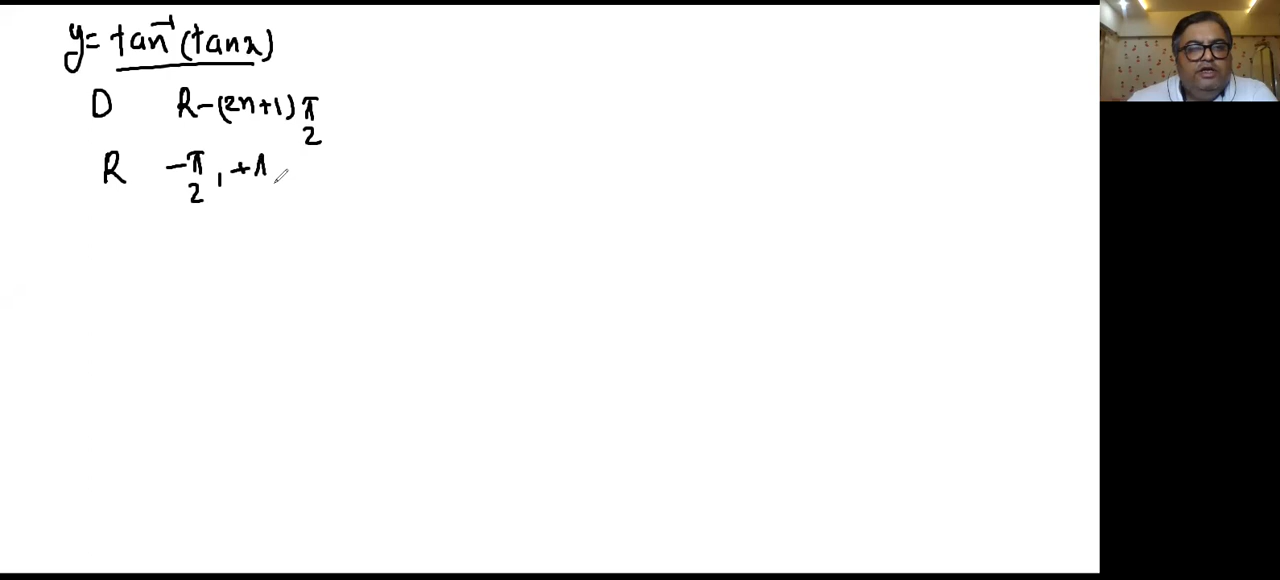 y = tan⁻¹(tanx)
D R-(2n+1) π/2
R -π/2, +